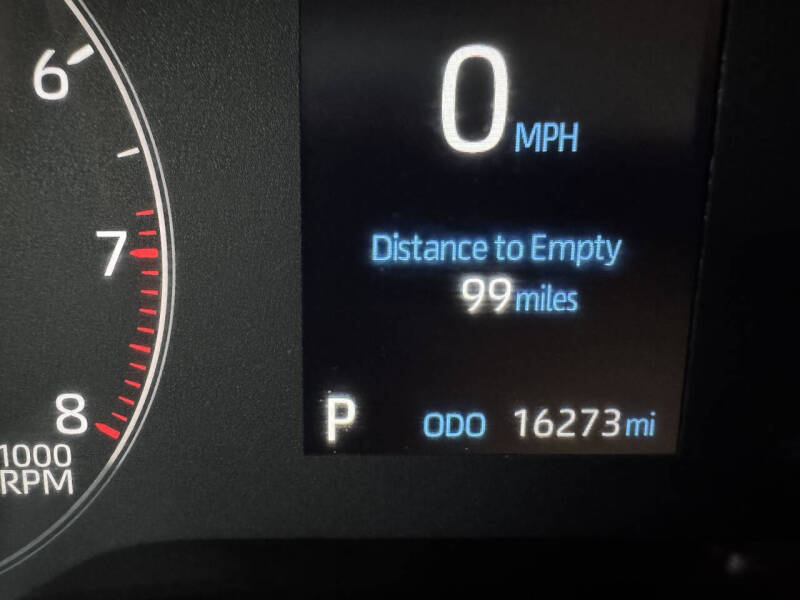 6
7
8
1000
RPM
0 MPH
Distance to Empty
99 miles
P ODO 16273 mi